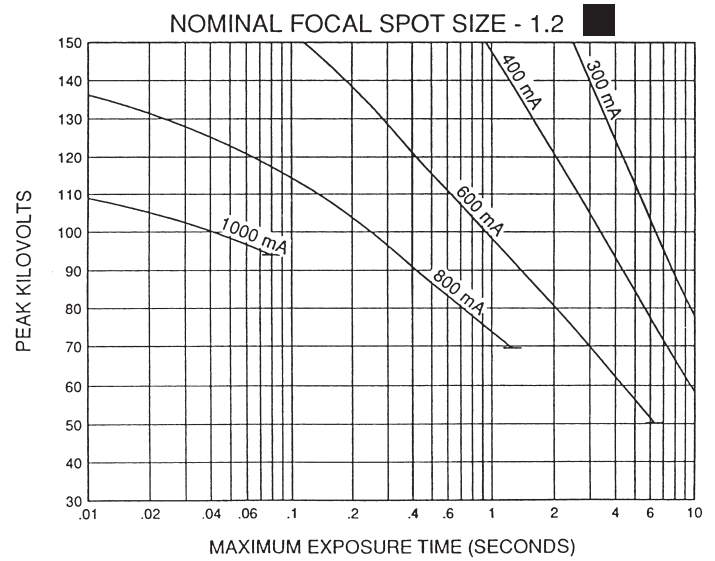 NOMINAL FOCAL SPOT SIZE - 1.2
150
140
130
120
110
100
90
80
70
60
50
40
30
PEAK KILOVOLTS
1000 mA
800 mA
600 mA
400 mA
300 mA
.01 .02 .04 .06 .1 .2 .4 .6 1 2 4 6 10
MAXIMUM EXPOSURE TIME (SECONDS)